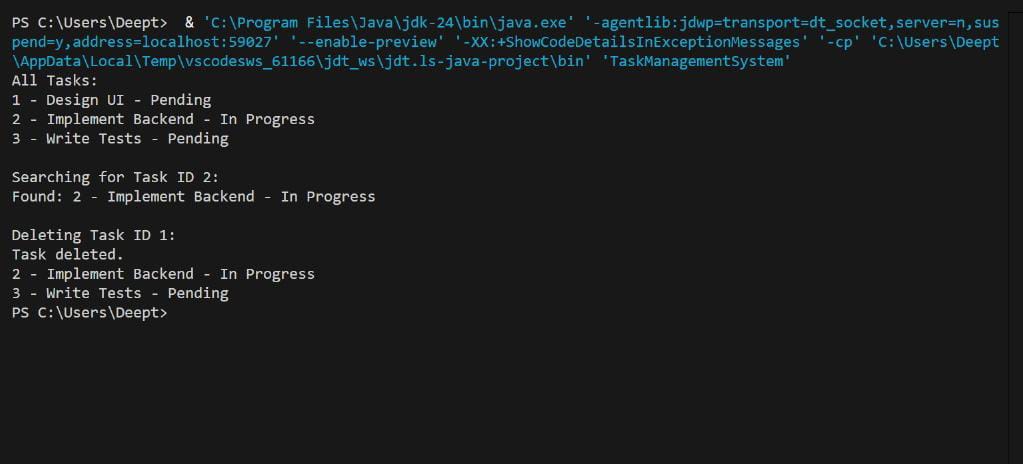 PS C:\Users\Deept>  & 'C:\Program Files\Java\jdk-24\bin\java.exe' '-agentlib:jdwp=transport=dt_socket,server=n,sus
pend=y,address=localhost:59027' '--enable-preview' '-XX:+ShowCodeDetailsInExceptionMessages' '-cp' 'C:\Users\Deept
\AppData\Local\Temp\vscodesws_61166\jdt_ws\jdt.ls-java-project\bin' 'TaskManagementSystem'
All Tasks:
1 - Design UI - Pending
2 - Implement Backend - In Progress
3 - Write Tests - Pending

Searching for Task ID 2:
Found: 2 - Implement Backend - In Progress

Deleting Task ID 1:
Task deleted.
2 - Implement Backend - In Progress
3 - Write Tests - Pending
PS C:\Users\Deept>